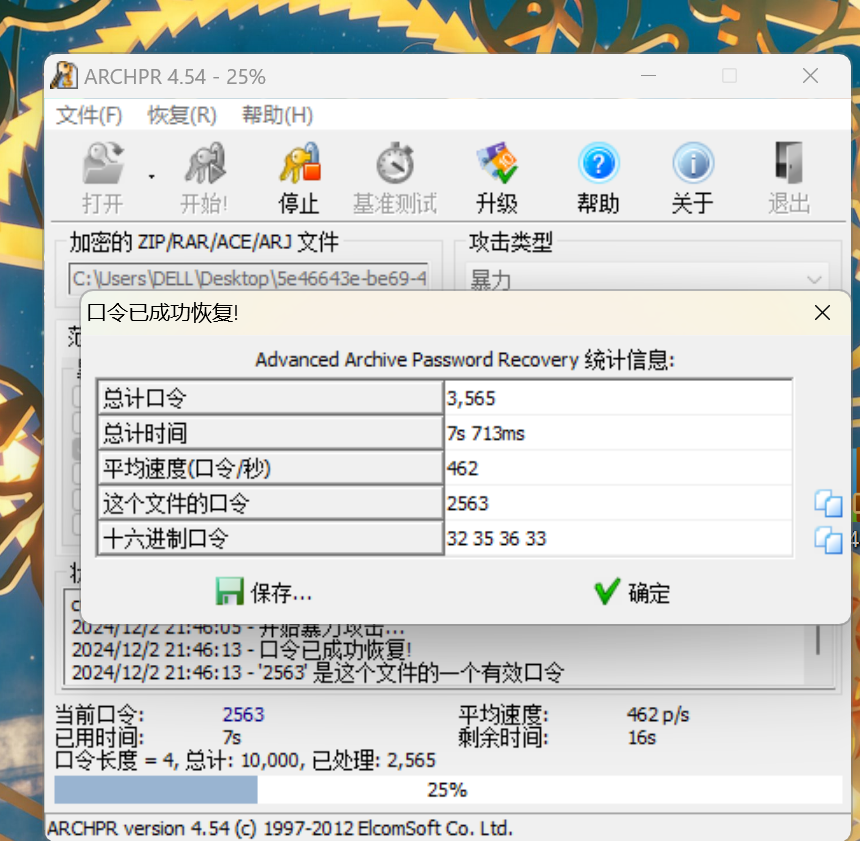 ARCHPR 4.54 - 25%
文件(F) 恢复(R) 帮助(H)
打开 开始! 停止 基准测试 升级 帮助 关于 退出
加密的 ZIP/RAR/ACE/ARJ 文件 攻击类型
C:\Users\DELL\Desktop\5e46643e-be69-4 暴力
口令已成功恢复!
Advanced Archive Password Recovery 统计信息:
总计口令 3,565
总计时间 7s 713ms
平均速度(口令/秒) 462
这个文件的口令 2563
十六进制口令 32 35 36 33
保存... 确定
2024/12/2 21:46:05 - 开始暴力攻击...
2024/12/2 21:46:13 - 口令已成功恢复!
2024/12/2 21:46:13 - '2563' 是这个文件的一个有效口令
当前口令: 2563 平均速度: 462 p/s
已用时间: 7s 剩余时间: 16s
口令长度 = 4, 总计: 10,000, 已处理: 2,565
25%
ARCHPR version 4.54 (c) 1997-2012 ElcomSoft Co. Ltd.